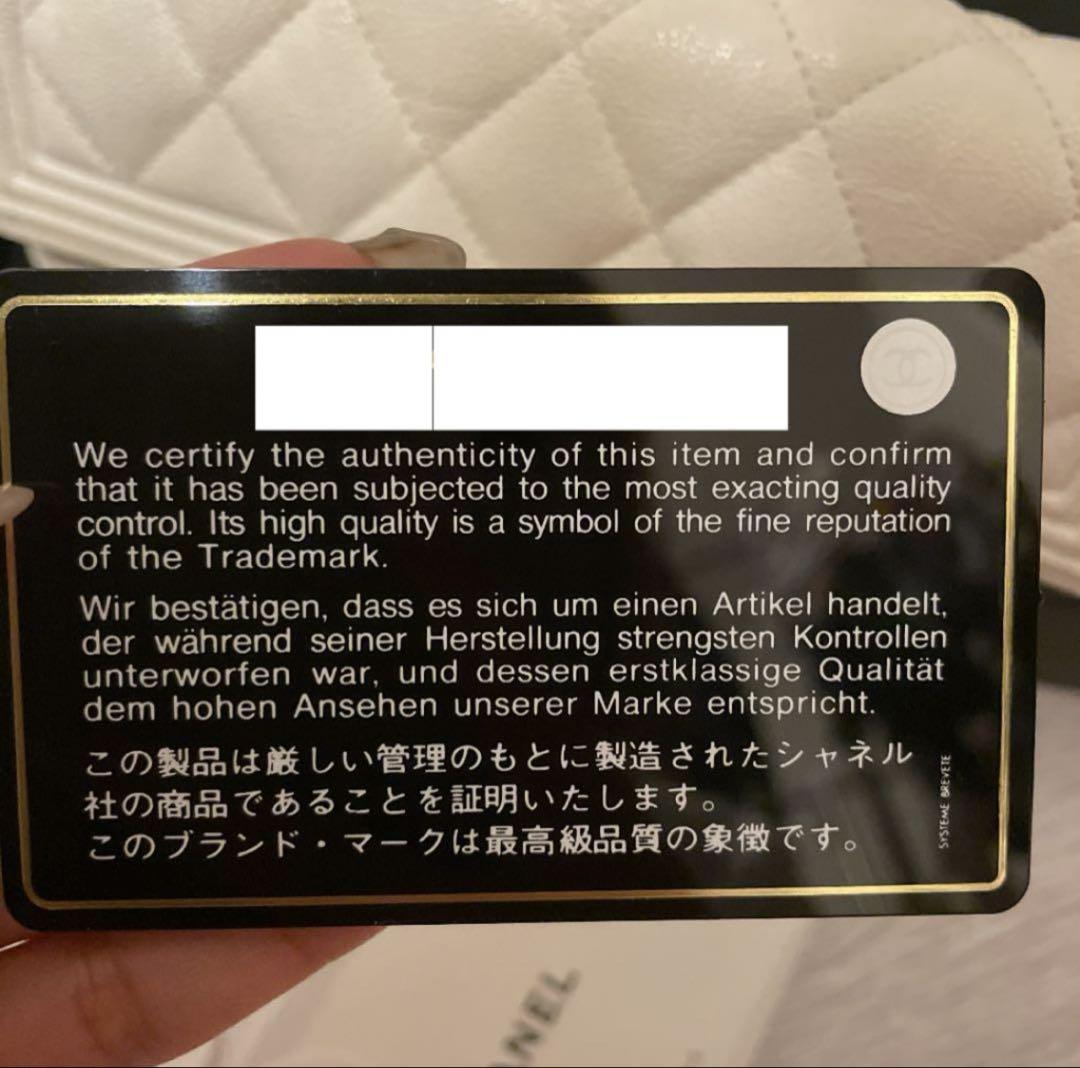 We certify the authenticity of this item and confirm
that it has been subjected to the most exacting quality
control. Its high quality is a symbol of the fine reputation
of the Trademark.
Wir bestätigen, dass es sich um einen Artikel handelt,
der während seiner Herstellung strengsten Kontrollen
unterworfen war, und dessen erstklassige Qualität
dem hohen Ansehen unserer Marke entspricht.
この製品は厳しい管理のもとに製造されたシャネル
社の商品であることを証明いたします。
このブランド・マークは最高級品質の象徴です。
SYSTEME BREVETE
ANEL